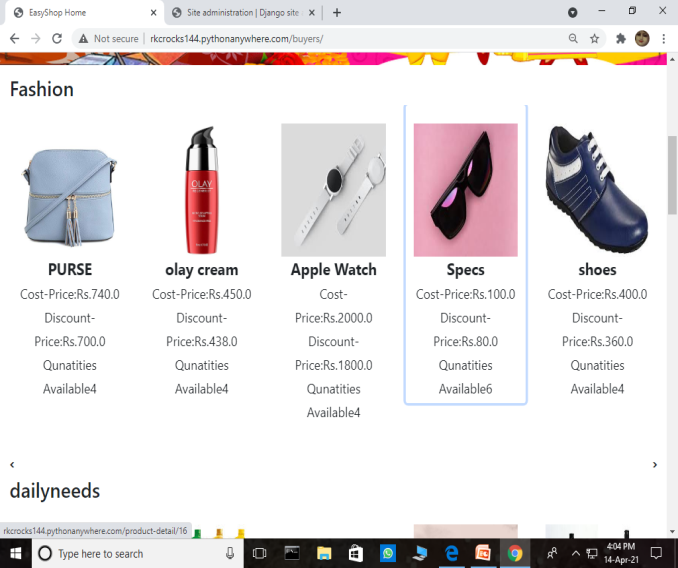 EasyShop Home
Site administration | Django site
Not secure | rkcrocks144.pythonanywhere.com/buyers/
Fashion
OLAY
PURSE
Cost-Price:Rs.740.0
Discount-
Price:Rs.700.0
Qunatities
Available4
olay cream
Cost-Price:Rs.450.0
Discount-
Price:Rs.438.0
Qunatities
Available4
Apple Watch
Cost-
Price:Rs.2000.0
Discount-
Price:Rs.1800.0
Qunatities
Available4
Specs
Cost-Price:Rs.100.0
Discount-
Price:Rs.80.0
Qunatities
Available6
shoes
Cost-Price:Rs.400.0
Discount-
Price:Rs.360.0
Qunatities
Available4
‹
›
dailyneeds
rkcrocks144.pythonanywhere.com/product-detail/16
Type here to search
4:04 PM
14-Apr-21